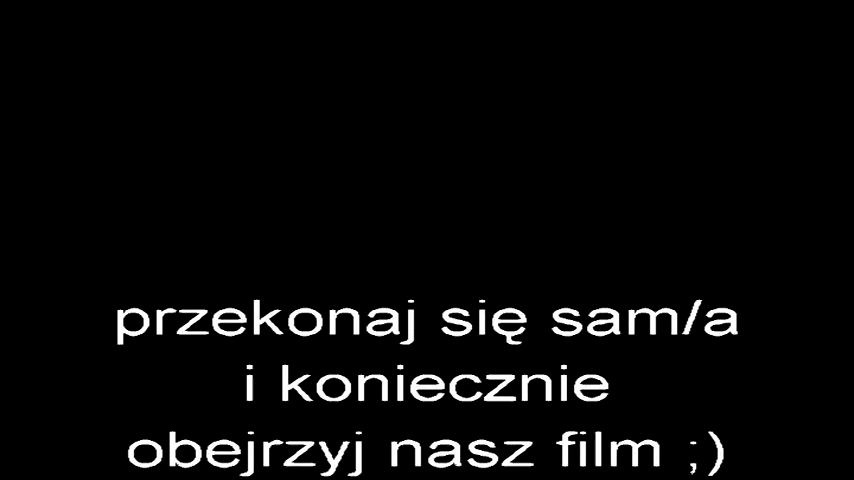 przekonaj się sam/a
i koniecznie
obejrzyj nasz film ;)